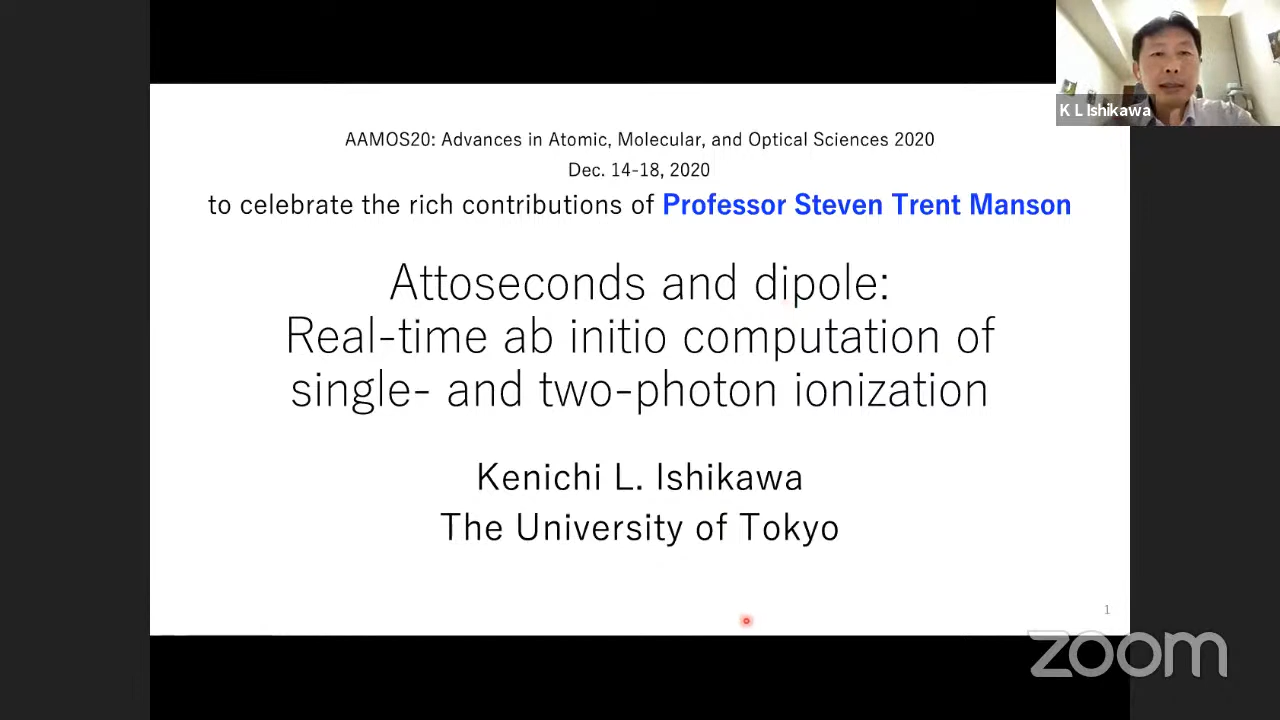 K L Ishikawa
AAMOS20: Advances in Atomic, Molecular, and Optical Sciences 2020
Dec. 14-18, 2020
to celebrate the rich contributions of Professor Steven Trent Manson
Attoseconds and dipole:
Real-time ab initio computation of
single- and two-photon ionization
Kenichi L. Ishikawa
The University of Tokyo
1
zoom